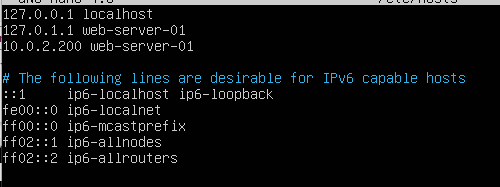 GNU nano 4.8 /etc/hosts
127.0.0.1 localhost
127.0.1.1 web-server-01
10.0.2.200 web-server-01
# The following lines are desirable for IPv6 capable hosts
::1 ip6-localhost ip6-loopback
fe00::0 ip6-localnet
ff00::0 ip6-mcastprefix
ff02::1 ip6-allnodes
ff02::2 ip6-allrouters